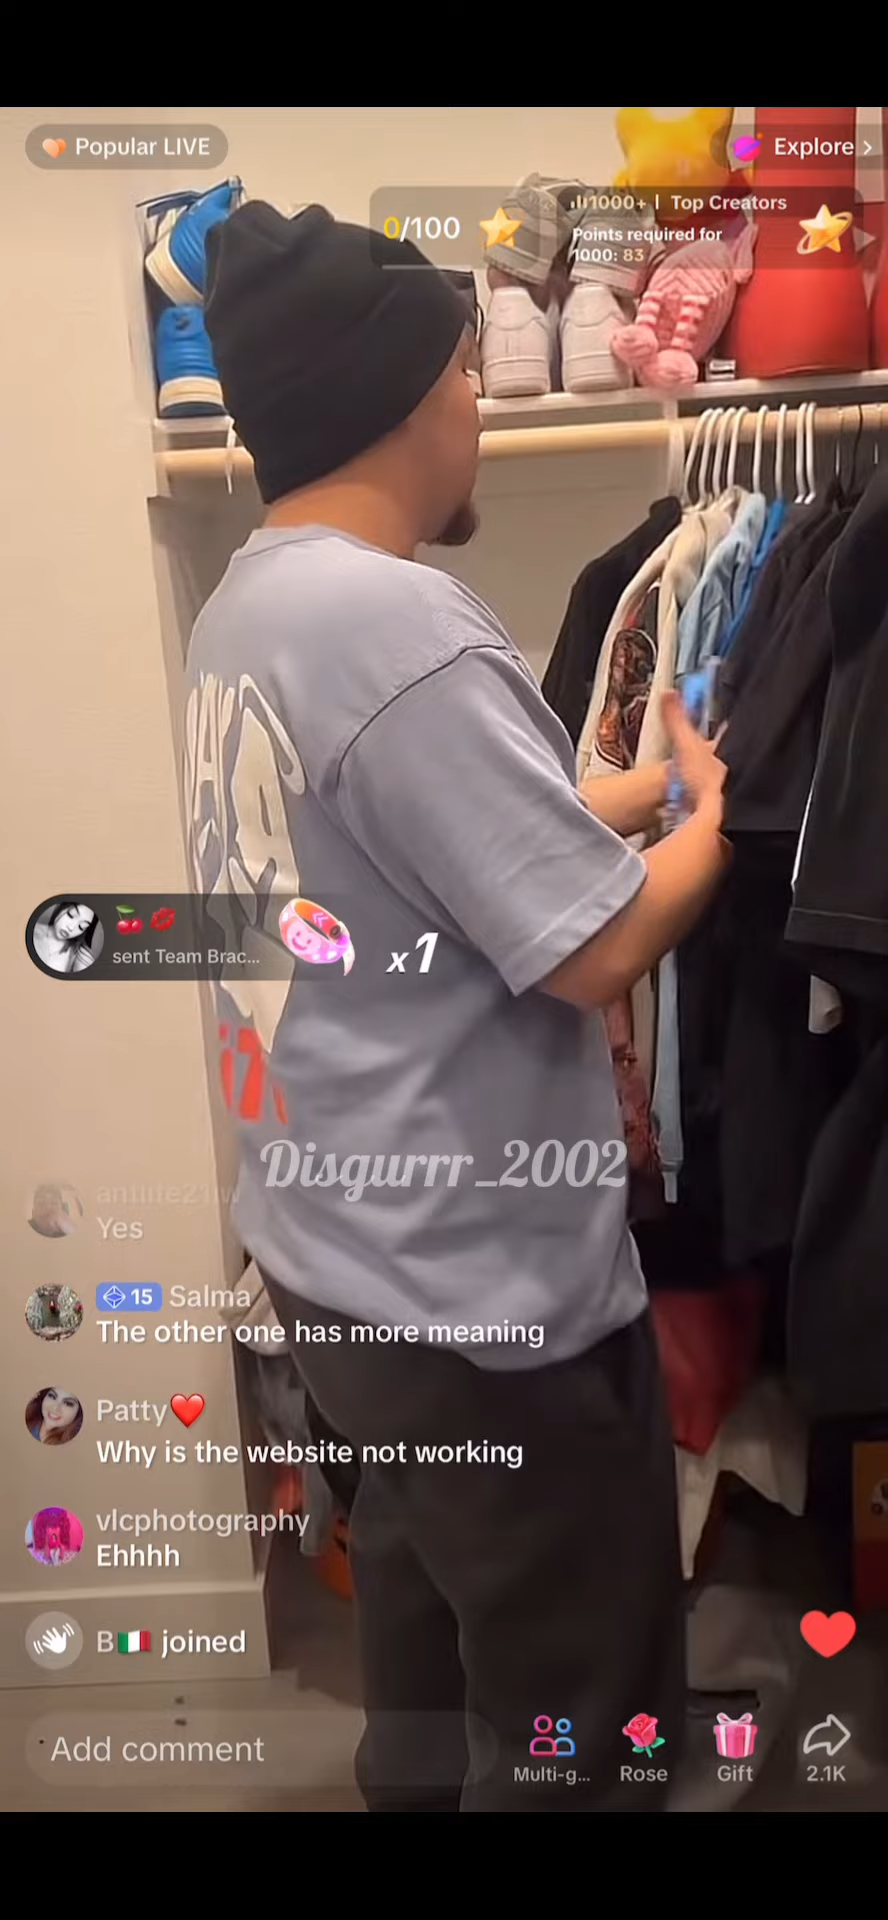 Popular LIVE
Explore >
0/100
1000+ | Top Creators
Points required for
1000: 83
sent Team Brac...
x1
Disgurrr_2002
Yes
15 Salma
The other one has more meaning
Patty❤️
Why is the website not working
vlcphotography
Ehhhh
B🇮🇹 joined
Add comment
Multi-g...
Rose
Gift
2.1K